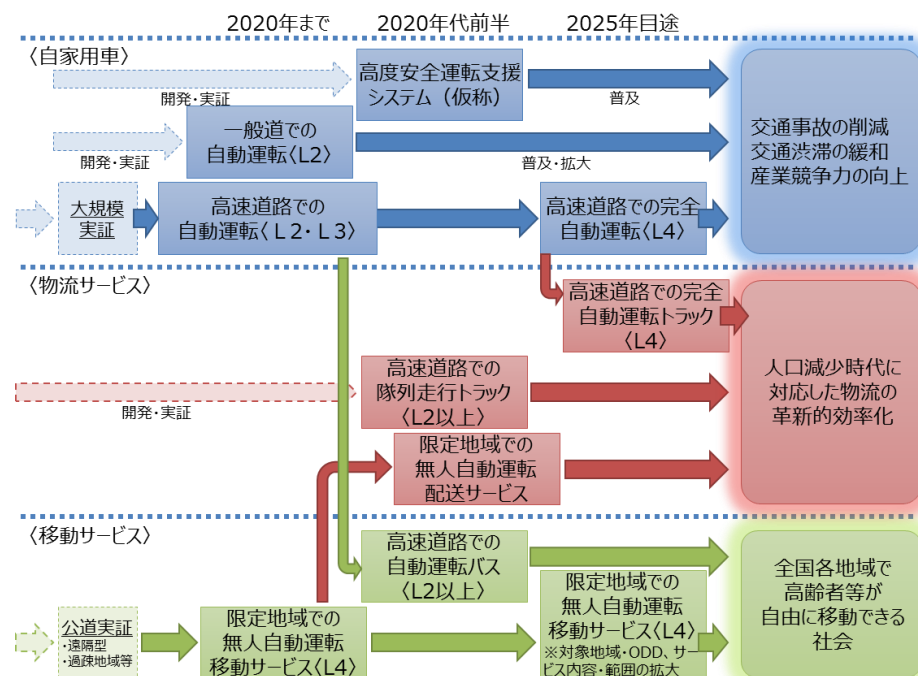 2020年まで
2020年代前半
2025年目途
〈自家用車〉
開発・実証
高度安全運転支援
システム（仮称）
普及
開発・実証
一般道での
自動運転〈L2〉
普及・拡大
大規模
実証
高速道路での
自動運転〈Ｌ２・Ｌ３〉
高速道路での完全
自動運転〈L4〉
交通事故の削減
交通渋滞の緩和
産業競争力の向上
〈物流サービス〉
高速道路での完全
自動運転トラック
〈L4〉
開発・実証
高速道路での
隊列走行トラック
〈L2以上〉
限定地域での
無人自動運転
配送サービス
人口減少時代に
対応した物流の
革新的効率化
〈移動サービス〉
高速道路での
自動運転バス
〈L2以上〉
公道実証
・遠隔型
・過疎地域等
限定地域での
無人自動運転
移動サービス〈L4〉
限定地域での
無人自動運転
移動サービス〈L4〉
※対象地域・ODD、サー
ビス内容・範囲の拡大
全国各地域で
高齢者等が
自由に移動できる
社会